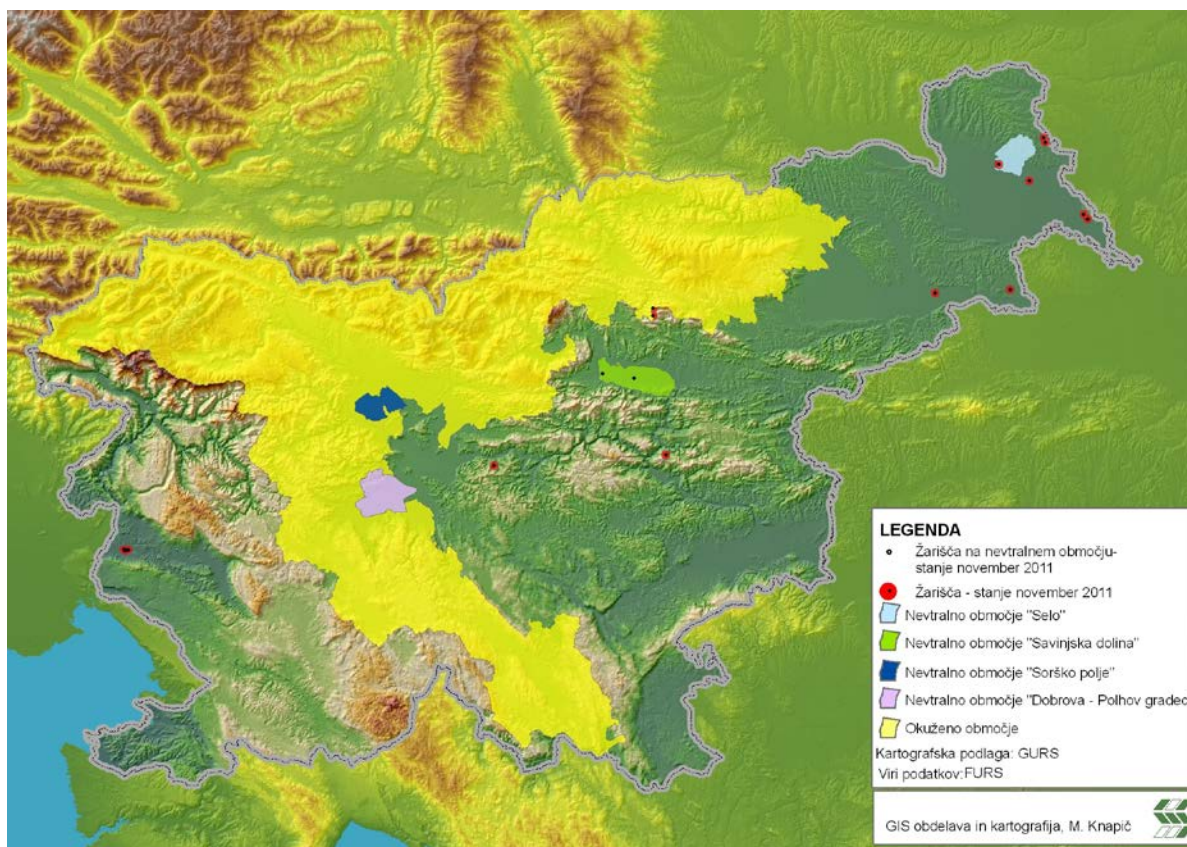 LEGENDA
Žarišča na nevtralnem območju-
stanje november 2011
Žarišča - stanje november 2011
Nevtralno območje "Selo"
Nevtralno območje "Savinjska dolina"
Nevtralno območje "Sorško polje"
Nevtralno območje "Dobrova - Polhov gradec
Okuženo območje
Kartografska podlaga: GURS
Viri podatkov:FURS
GIS obdelava in kartografija, M. Knapič